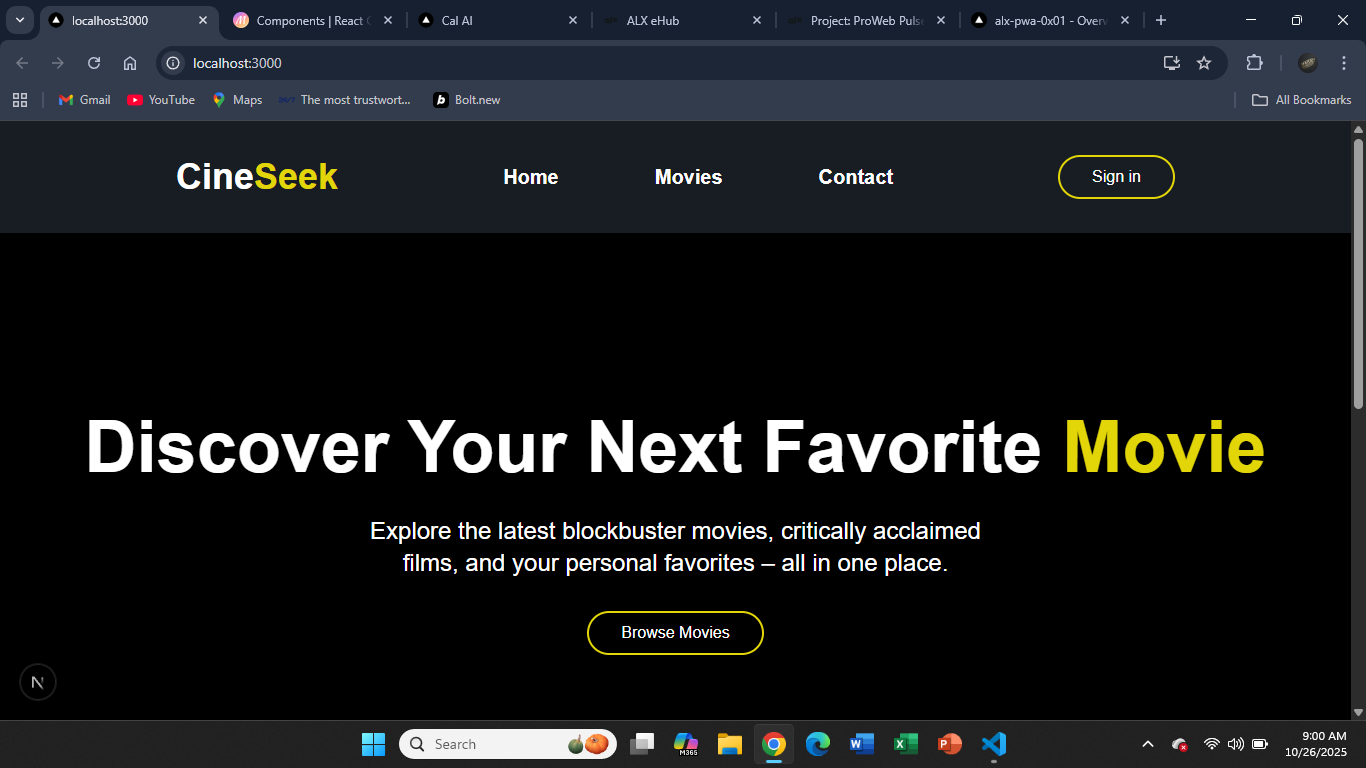 localhost:3000
Components | React
Cal AI
ALX eHub
Project: ProWeb Pulse
alx-pwa-0x01 - Overv
localhost:3000
Gmail
YouTube
Maps
The most trustwort...
Bolt.new
All Bookmarks
CineSeek
Home
Movies
Contact
Sign in
Discover Your Next Favorite Movie
Explore the latest blockbuster movies, critically acclaimed
films, and your personal favorites – all in one place.
Browse Movies
N
Search
M365
9:00 AM
10/26/2025